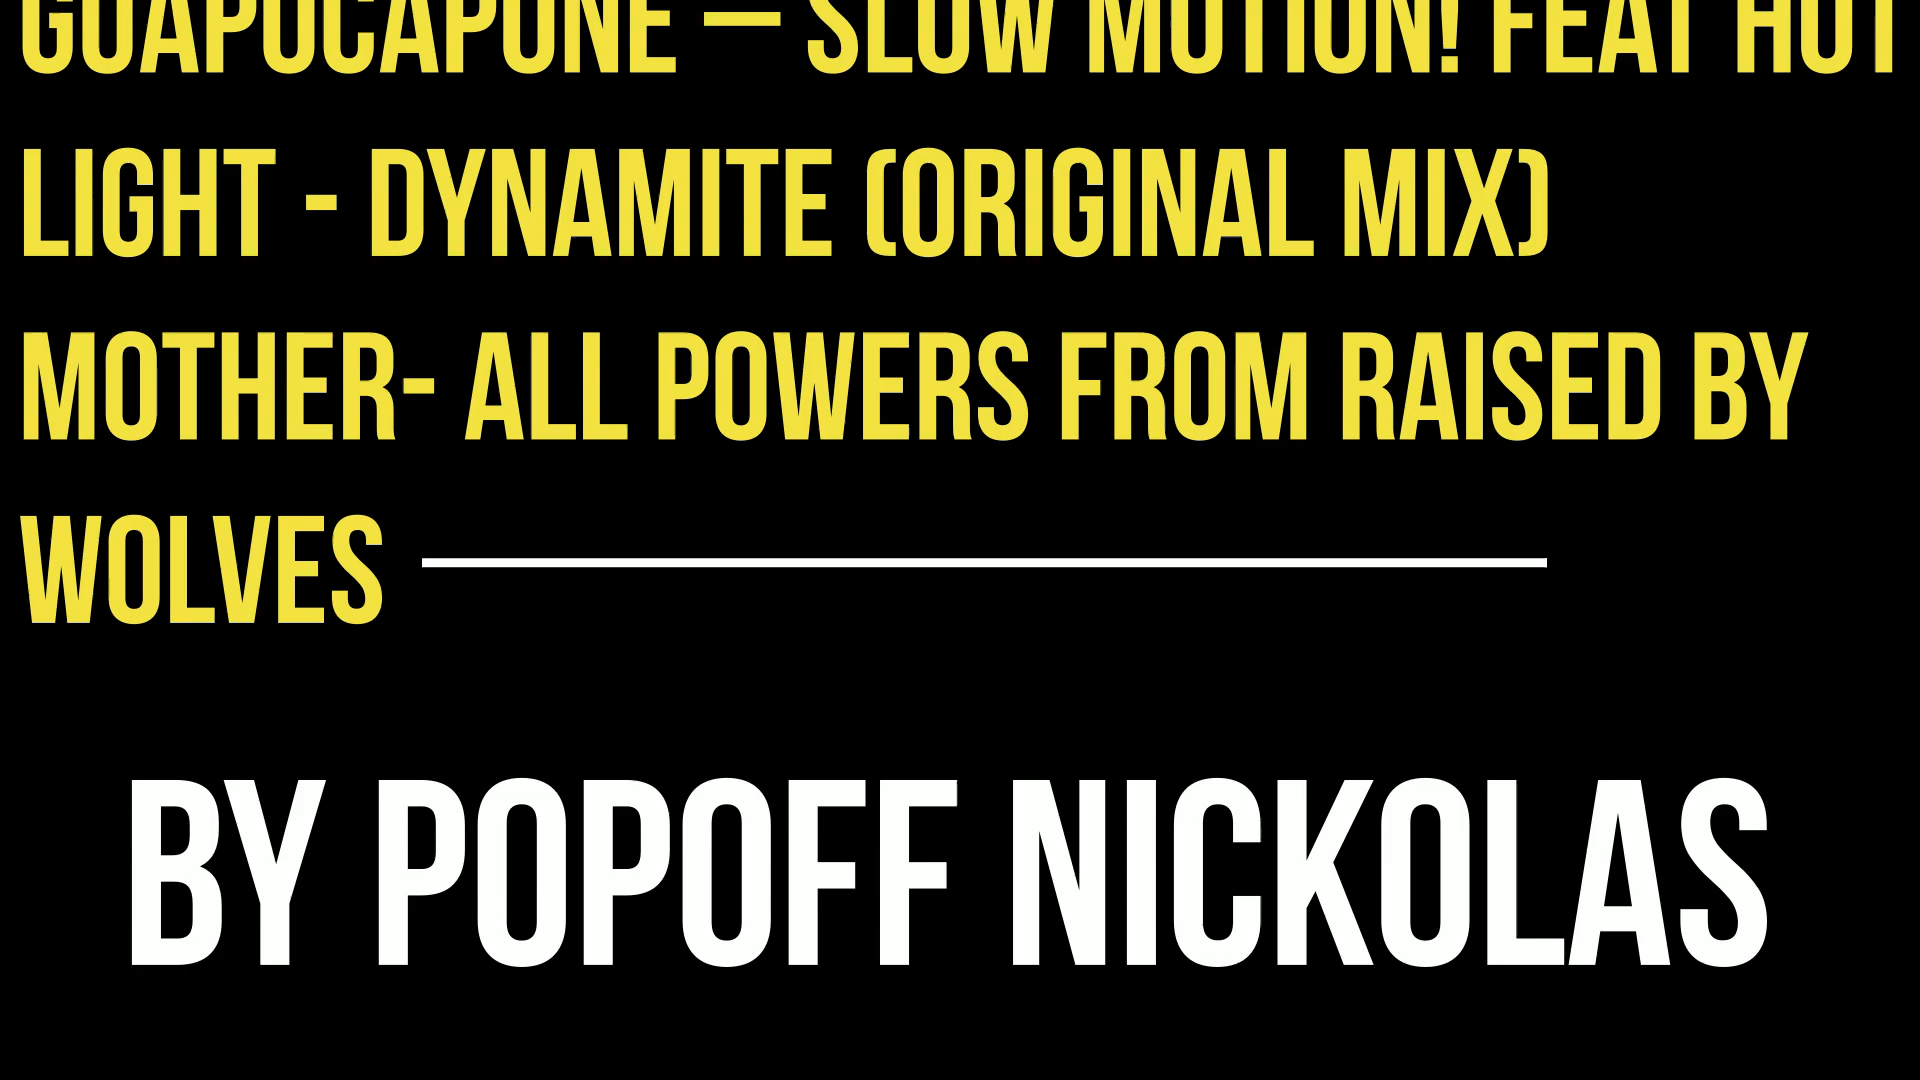 GUAPOCAPONE – SLOW MOTION! FEAT HOT
LIGHT - DYNAMITE (ORIGINAL MIX)
MOTHER- ALL POWERS FROM RAISED BY
WOLVES
BY POPOFF NICKOLAS